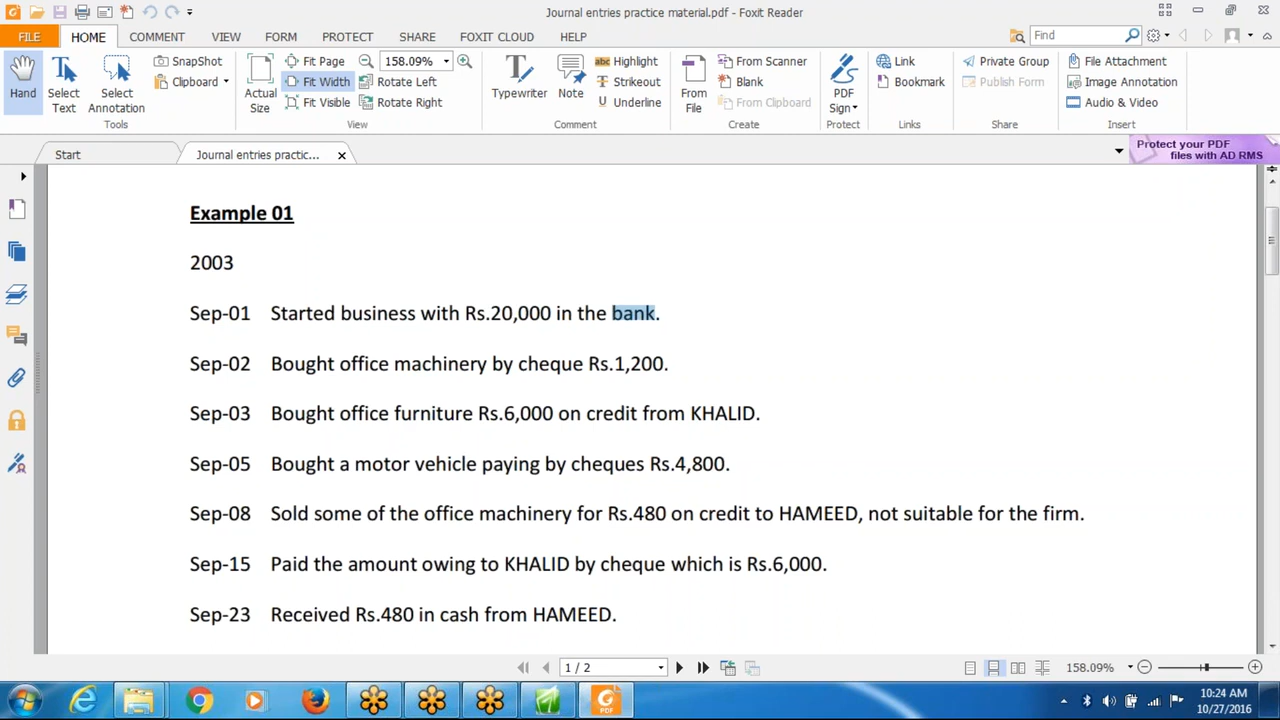 Journal entries practice material.pdf - Foxit Reader
FILE HOME COMMENT VIEW FORM PROTECT SHARE FOXIT CLOUD HELP Find
Hand Select Text Select Annotation SnapShot Clipboard Tools
Actual Size Fit Page Fit Width Fit Visible 158.09% Rotate Left Rotate Right View
Typewriter Note abc Highlight Strikeout U Underline Comment
From File From Scanner Blank From Clipboard Create
PDF Sign Protect
Link Bookmark Links
Private Group Publish Form Share
File Attachment Image Annotation Audio & Video Insert
Start Journal entries practic...
Protect your PDF
files with AD RMS
Example 01
2003
Sep-01 Started business with Rs.20,000 in the bank.
Sep-02 Bought office machinery by cheque Rs.1,200.
Sep-03 Bought office furniture Rs.6,000 on credit from KHALID.
Sep-05 Bought a motor vehicle paying by cheques Rs.4,800.
Sep-08 Sold some of the office machinery for Rs.480 on credit to HAMEED, not suitable for the firm.
Sep-15 Paid the amount owing to KHALID by cheque which is Rs.6,000.
Sep-23 Received Rs.480 in cash from HAMEED.
1 / 2 158.09%
PDF
10:24 AM
10/27/2016